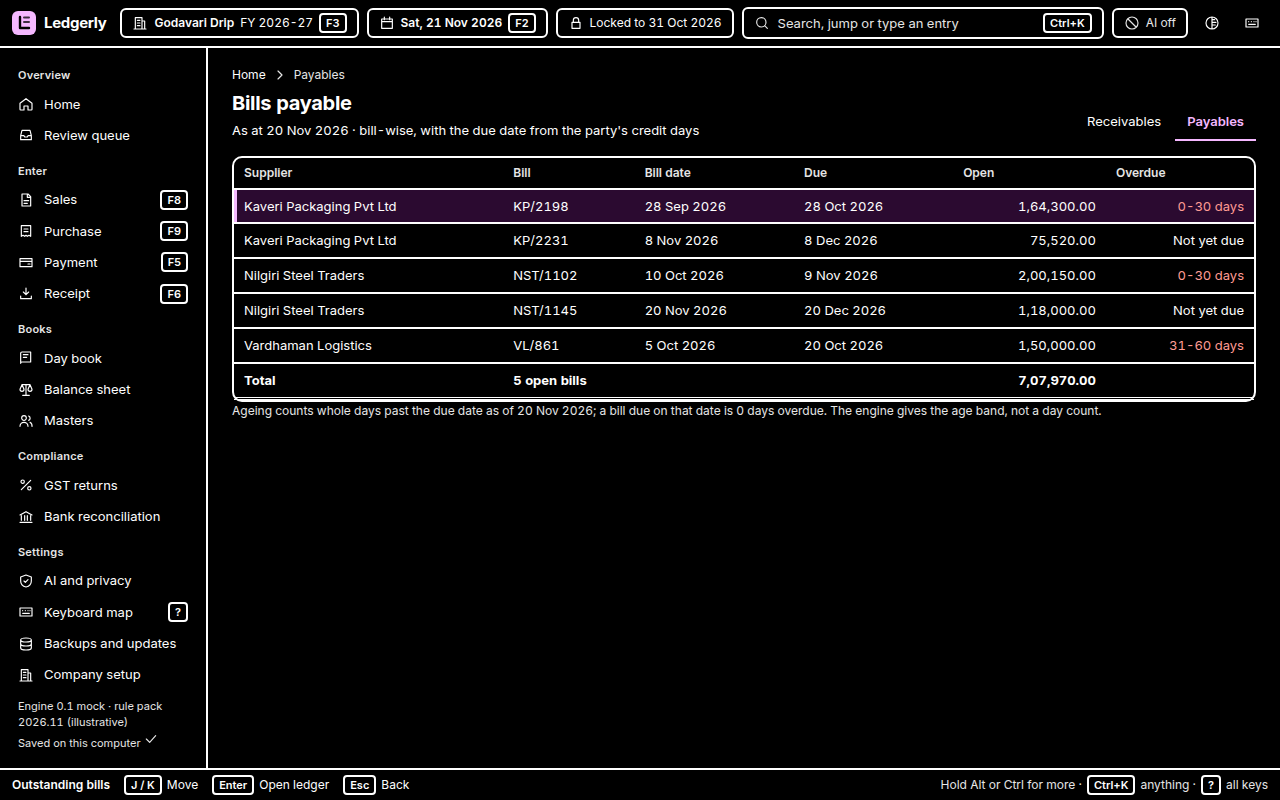 Ledgerly
Godavari Drip FY 2026-27 F3
Sat, 21 Nov 2026 F2
Locked to 31 Oct 2026
Search, jump or type an entry Ctrl+K
AI off
Overview
Home
Review queue
Enter
Sales F8
Purchase F9
Payment F5
Receipt F6
Books
Day book
Balance sheet
Masters
Compliance
GST returns
Bank reconciliation
Settings
AI and privacy
Keyboard map ?
Backups and updates
Company setup
Engine 0.1 mock · rule pack
2026.11 (illustrative)
Saved on this computer
Home > Payables
Bills payable
As at 20 Nov 2026 · bill-wise, with the due date from the party's credit days
Receivables Payables
Supplier Bill Bill date Due Open Overdue
Kaveri Packaging Pvt Ltd KP/2198 28 Sep 2026 28 Oct 2026 1,64,300.00 0-30 days
Kaveri Packaging Pvt Ltd KP/2231 8 Nov 2026 8 Dec 2026 75,520.00 Not yet due
Nilgiri Steel Traders NST/1102 10 Oct 2026 9 Nov 2026 2,00,150.00 0-30 days
Nilgiri Steel Traders NST/1145 20 Nov 2026 20 Dec 2026 1,18,000.00 Not yet due
Vardhaman Logistics VL/861 5 Oct 2026 20 Oct 2026 1,50,000.00 31-60 days
Total 5 open bills 7,07,970.00
Ageing counts whole days past the due date as of 20 Nov 2026; a bill due on that date is 0 days overdue. The engine gives the age band, not a day count.
Outstanding bills J / K Move Enter Open ledger Esc Back
Hold Alt or Ctrl for more · Ctrl+K anything · ? all keys